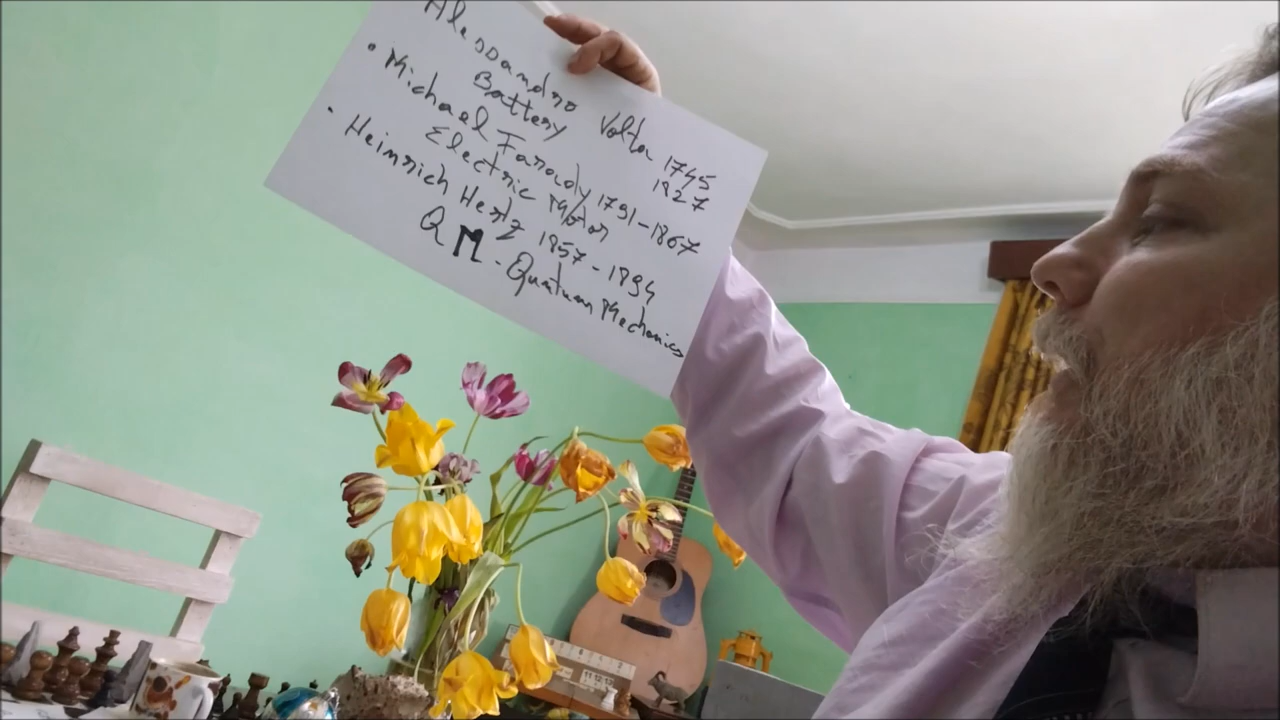 Alessandro Volta 1745
Battery 1827
• Michael Faraday 1791-1867
Electric Motor
• Heinrich Hertz 1857-1894
QM - Quantum Mechanics